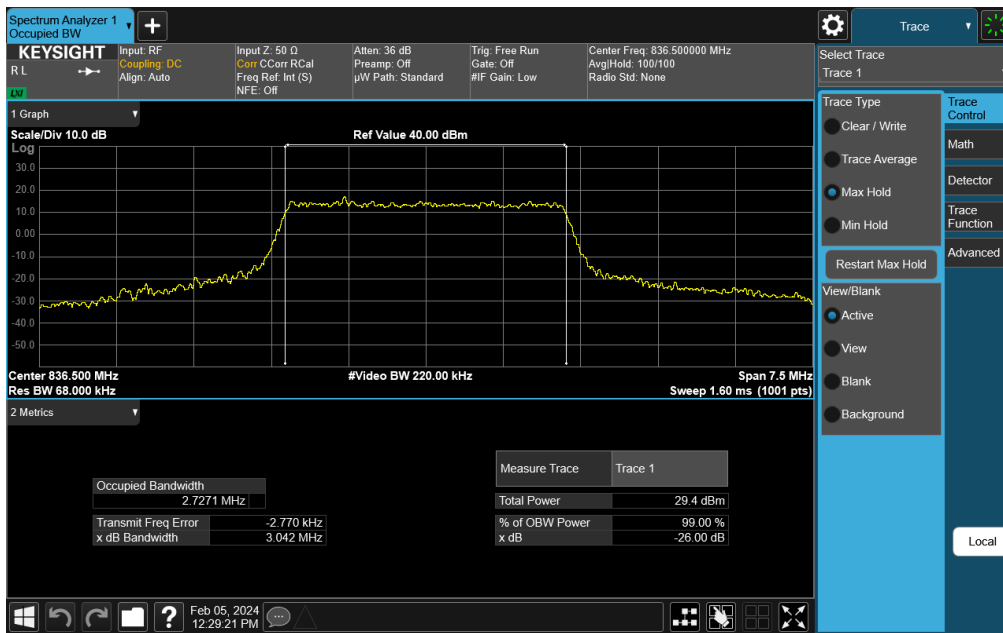 Spectrum Analyzer 1
Occupied BW
Trace
KEYSIGHT
R L
LXI
Input: RF
Coupling: DC
Align: Auto
Input Z: 50 Ω
Corr CCorr RCal
Freq Ref: Int (S)
NFE: Off
Atten: 36 dB
Preamp: Off
µW Path: Standard
Trig: Free Run
Gate: Off
#IF Gain: Low
Center Freq: 836.500000 MHz
Avg|Hold: 100/100
Radio Std: None
Select Trace
Trace 1
1 Graph
Scale/Div 10.0 dB
Ref Value 40.00 dBm
Log
30.0
20.0
10.0
0.00
-10.0
-20.0
-30.0
-40.0
-50.0
Center 836.500 MHz
#Video BW 220.00 kHz
Span 7.5 MHz
Res BW 68.000 kHz
Sweep 1.60 ms (1001 pts)
2 Metrics
Occupied Bandwidth
2.7271 MHz
Transmit Freq Error -2.770 kHz
x dB Bandwidth 3.042 MHz
Measure Trace Trace 1
Total Power 29.4 dBm
% of OBW Power 99.00 %
x dB -26.00 dB
Trace Type
Clear / Write
Trace Average
Max Hold
Min Hold
Restart Max Hold
View/Blank
Active
View
Blank
Background
Trace
Control
Math
Detector
Trace
Function
Advanced
Local
?
Feb 05, 2024
12:29:21 PM